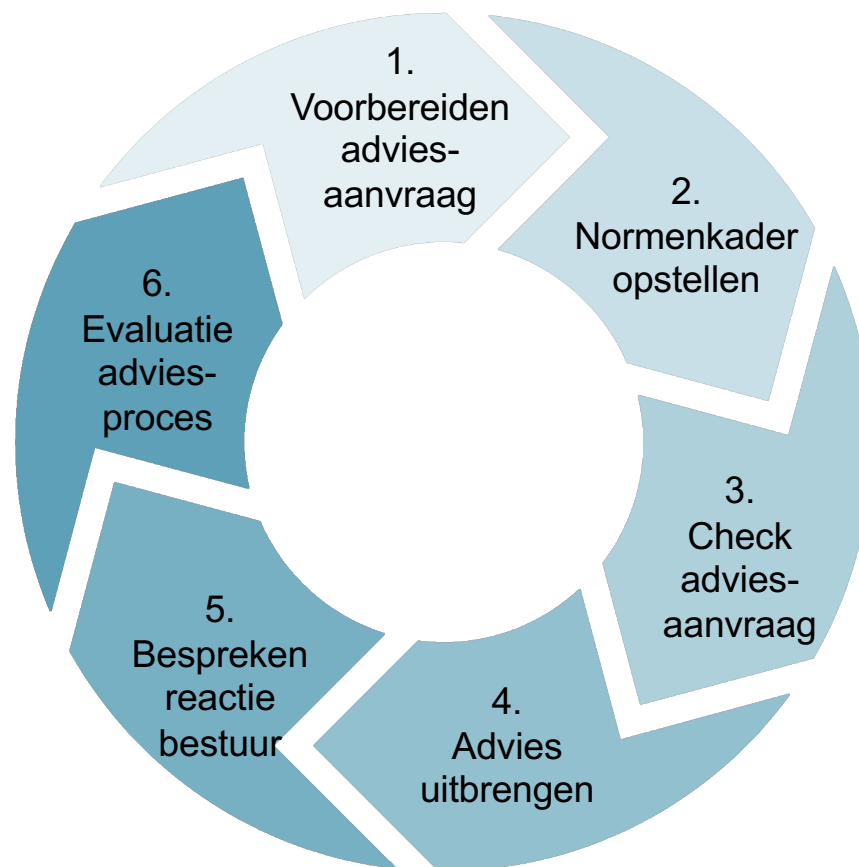 1.
Voorbereiden
advies-
aanvraag
2.
Normenkader
opstellen
3.
Check
advies-
aanvraag
4.
Advies
uitbrengen
5.
Bespreken
reactie
bestuur
6.
Evaluatie
advies-
proces